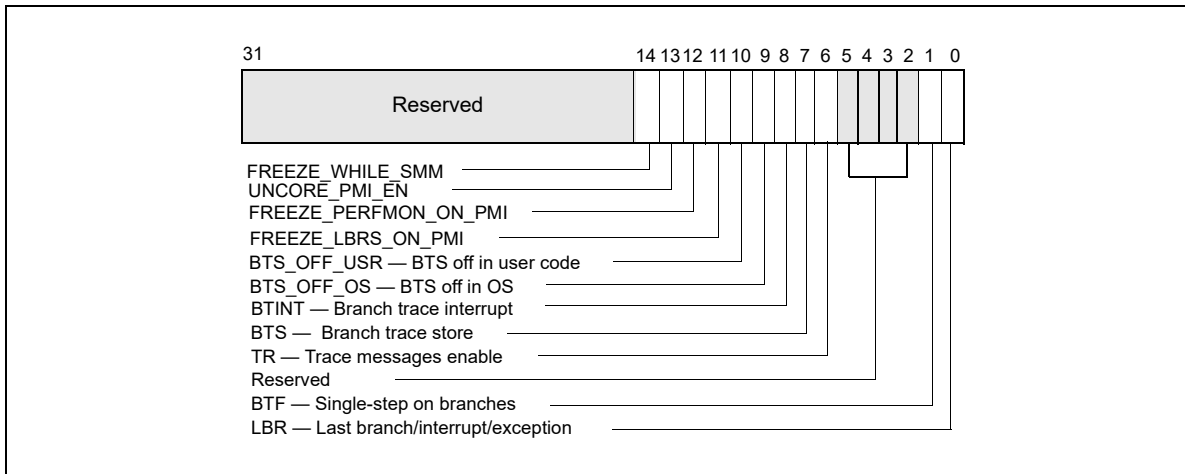 31 14 13 12 11 10 9 8 7 6 5 4 3 2 1 0
Reserved
FREEZE_WHILE_SMM
UNCORE_PMI_EN
FREEZE_PERFMON_ON_PMI
FREEZE_LBRS_ON_PMI
BTS_OFF_USR — BTS off in user code
BTS_OFF_OS — BTS off in OS
BTINT — Branch trace interrupt
BTS — Branch trace store
TR — Trace messages enable
Reserved
BTF — Single-step on branches
LBR — Last branch/interrupt/exception